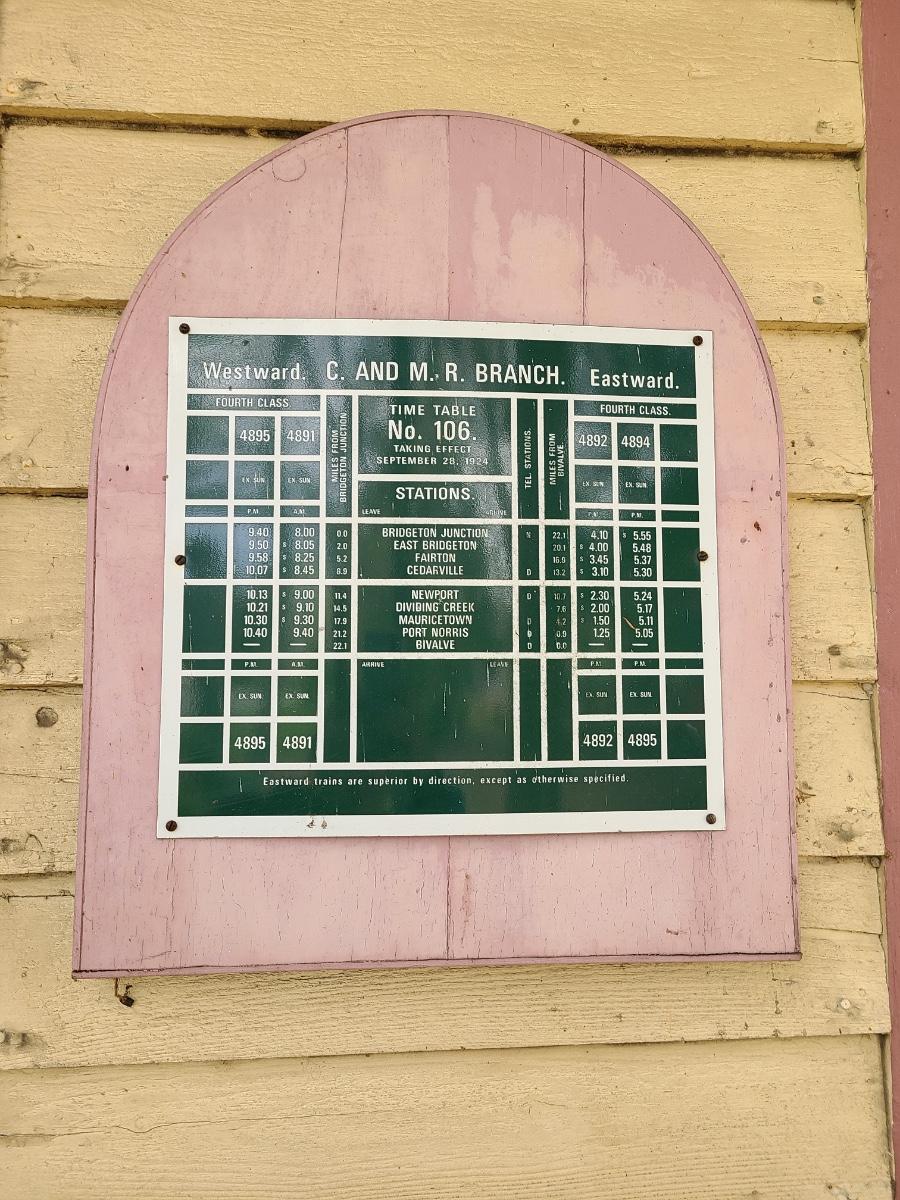 Westward. C. AND M. R. BRANCH. Eastward.
FOURTH CLASS. MILES FROM BRIDGETON JUNCTION TIME TABLE TEL. STATIONS. MILES FROM BIVALVE. FOURTH CLASS.
4895 4891 No. 106. 4892 4894
TAKING EFFECT
SEPTEMBER 28, 1924
EX. SUN. EX. SUN. STATIONS. EX. SUN. EX. SUN.
P.M. A.M. LEAVE ARRIVE P.M. P.M.
9.40 8.00 0.0 BRIDGETON JUNCTION N 22.1 4.10 s 5.55
9.50 s 8.05 2.0 EAST BRIDGETON 20.1 s 4.00 5.48
9.58 s 8.25 5.2 FAIRTON 16.9 s 3.45 5.37
10.07 s 8.45 8.9 CEDARVILLE D 13.2 s 3.10 5.30
10.13 s 9.00 11.4 NEWPORT D 10.7 s 2.30 5.24
10.21 s 9.10 14.5 DIVIDING CREEK 7.6 s 2.00 5.17
10.30 s 9.30 17.9 MAURICETOWN D 4.2 s 1.50 5.11
10.40 9.40 21.2 PORT NORRIS D 0.9 1.25 5.05
— — 22.1 BIVALVE D 0.0 — —
P.M. A.M. ARRIVE LEAVE P.M. P.M.
EX. SUN. EX. SUN. EX. SUN. EX. SUN.
4895 4891 4892 4895
Eastward trains are superior by direction, except as otherwise specified.